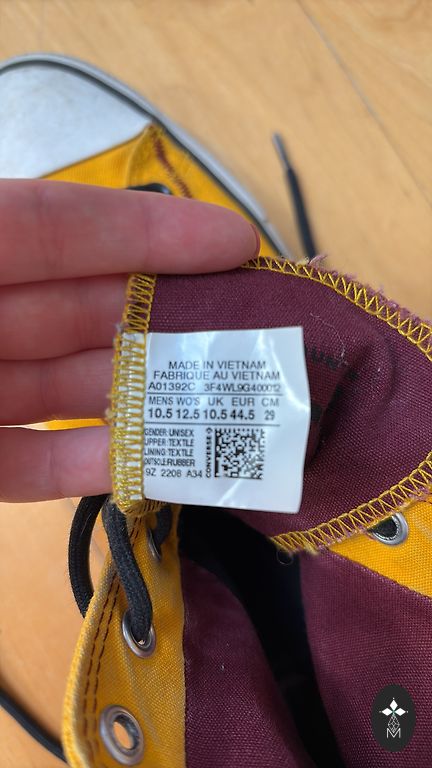 MADE IN VIETNAM
FABRIQUE AU VIETNAM
A01392C 3F4WL9G400012
MENS WO'S UK EUR CM
10.5 12.5 10.5 44.5 29
GENDER:UNISEX
UPPER:TEXTILE
LINING:TEXTILE
OUTSOLE:RUBBER
9Z 2208 A34
CONVERSE